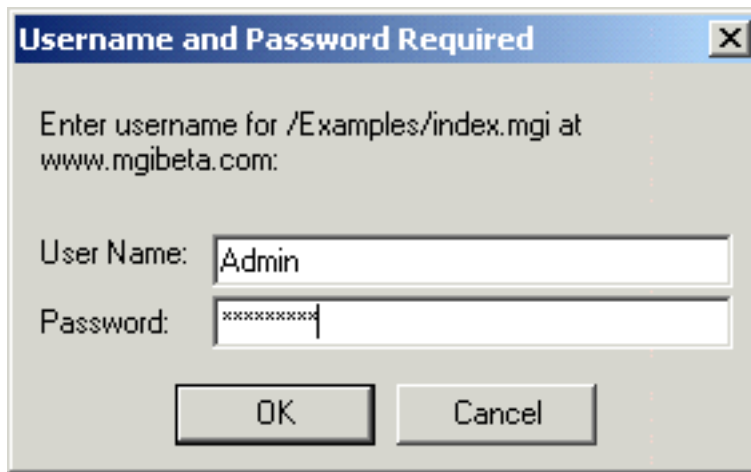 Username and Password Required
Enter username for /Examples/index.mgi at
www.mgibeta.com:
User Name: Admin
Password: *********
OK Cancel